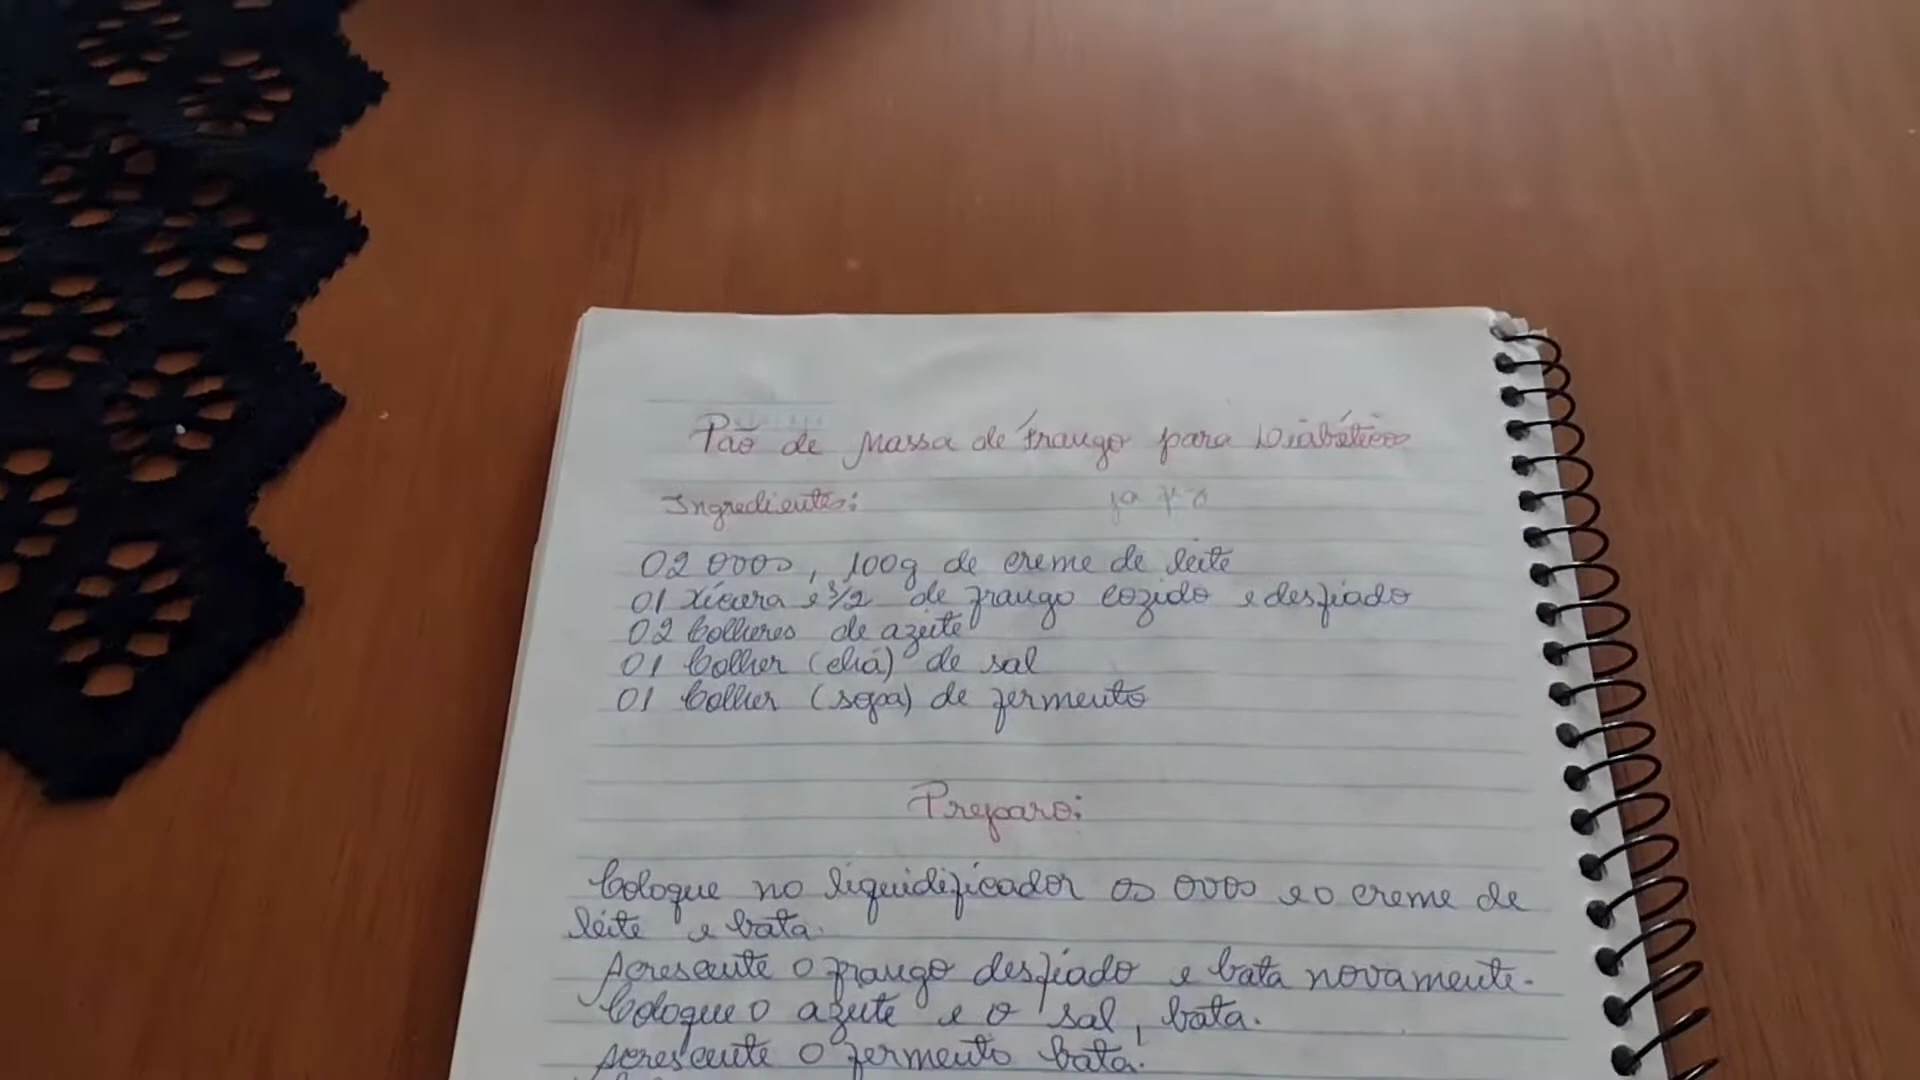 Pão de Massa de frango para Diabéticos
Ingredientes:
02 ovos, 100g de creme de leite
01 xícara e 3/2 de frango cozido e desfiado
02 Colheres de azeite
01 Colher (chá) de sal
01 Colher (sopa) de fermento
Preparo:
Coloque no liquidificador os ovos e o creme de
leite e bata.
Acrescente o frango desfiado e bata novamente.
Coloque o azeite e o sal, bata.
Acrescente o fermento bata.